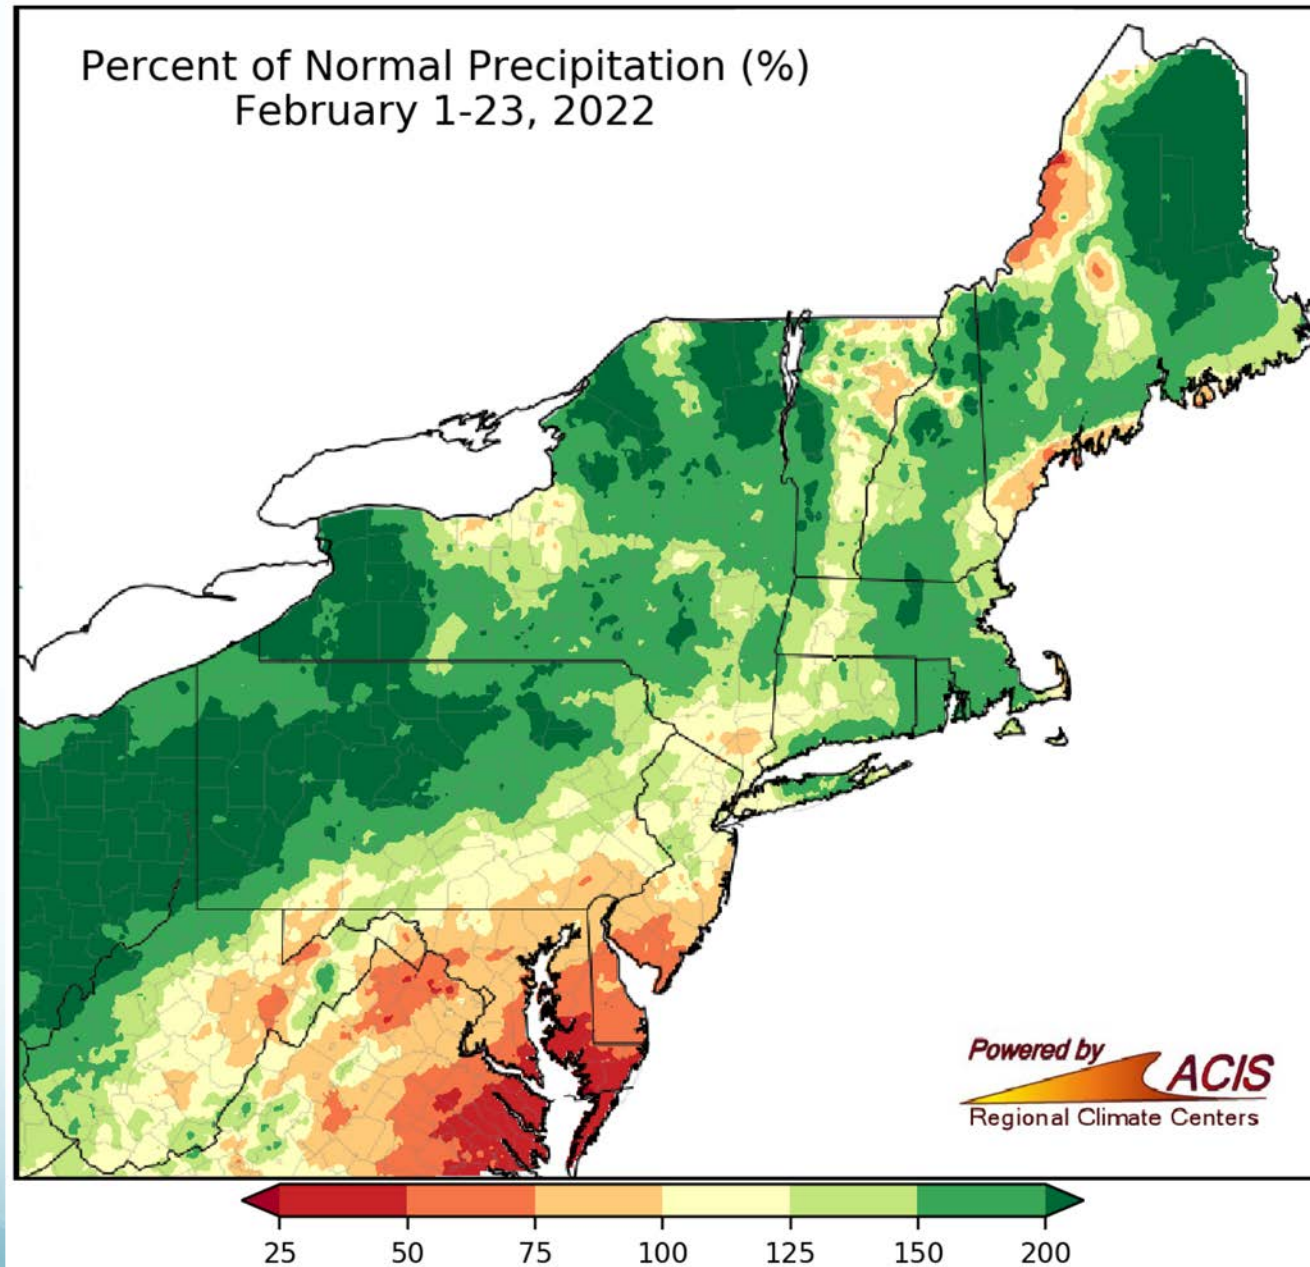 Percent of Normal Precipitation (%)
February 1-23, 2022
Powered by
ACIS
Regional Climate Centers
25 50 75 100 125 150 200